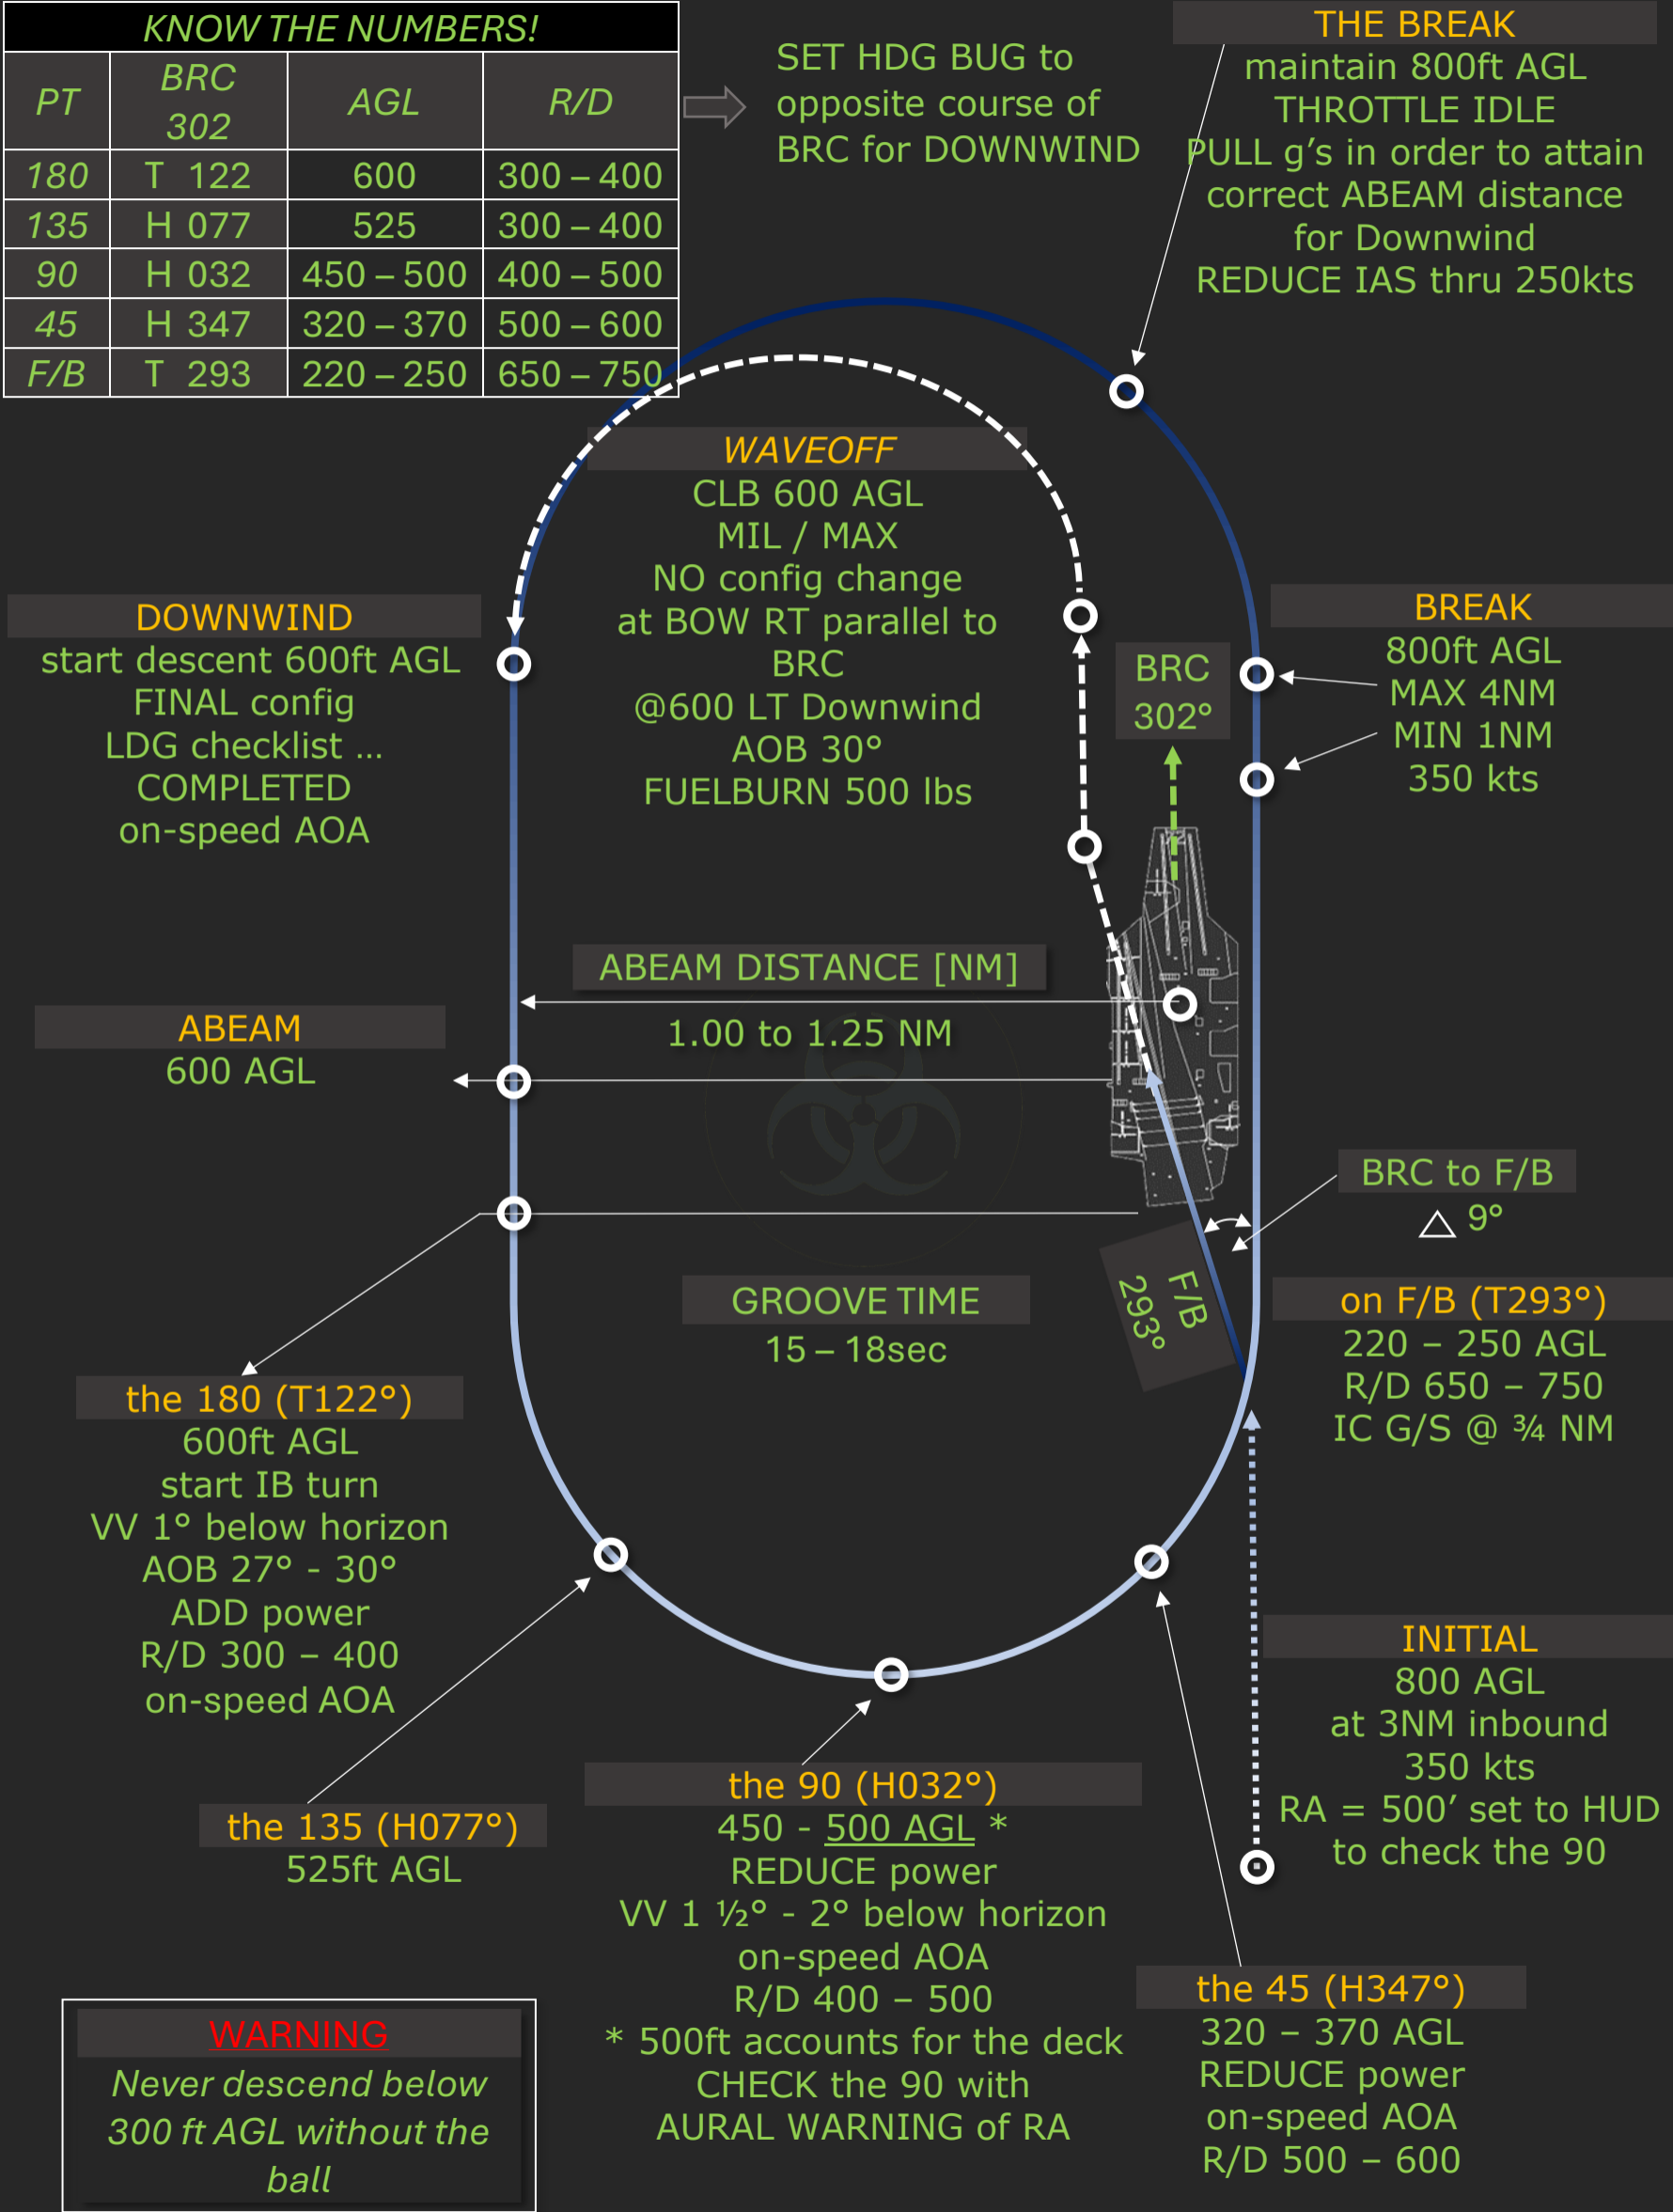 KNOW THE NUMBERS!
PT BRC 302 AGL R/D
180 T 122 600 300 – 400
135 H 077 525 300 – 400
90 H 032 450 – 500 400 – 500
45 H 347 320 – 370 500 – 600
F/B T 293 220 – 250 650 – 750
SET HDG BUG to
opposite course of
BRC for DOWNWIND
THE BREAK
maintain 800ft AGL
THROTTLE IDLE
PULL g’s in order to attain
correct ABEAM distance
for Downwind
REDUCE IAS thru 250kts
WAVEOFF
CLB 600 AGL
MIL / MAX
NO config change
at BOW RT parallel to
BRC
@600 LT Downwind
AOB 30°
FUELBURN 500 lbs
DOWNWIND
start descent 600ft AGL
FINAL config
LDG checklist ...
COMPLETED
on-speed AOA
BRC
302°
BREAK
800ft AGL
MAX 4NM
MIN 1NM
350 kts
ABEAM DISTANCE [NM]
1.00 to 1.25 NM
ABEAM
600 AGL
BRC to F/B
△ 9°
F/B
293°
GROOVE TIME
15 – 18sec
on F/B (T293°)
220 – 250 AGL
R/D 650 – 750
IC G/S @ ¾ NM
the 180 (T122°)
600ft AGL
start IB turn
VV 1° below horizon
AOB 27° - 30°
ADD power
R/D 300 – 400
on-speed AOA
INITIAL
800 AGL
at 3NM inbound
350 kts
RA = 500’ set to HUD
to check the 90
the 135 (H077°)
525ft AGL
the 90 (H032°)
450 - 500 AGL *
REDUCE power
VV 1 ½° - 2° below horizon
on-speed AOA
R/D 400 – 500
* 500ft accounts for the deck
CHECK the 90 with
AURAL WARNING of RA
the 45 (H347°)
320 – 370 AGL
REDUCE power
on-speed AOA
R/D 500 – 600
WARNING
Never descend below
300 ft AGL without the
ball